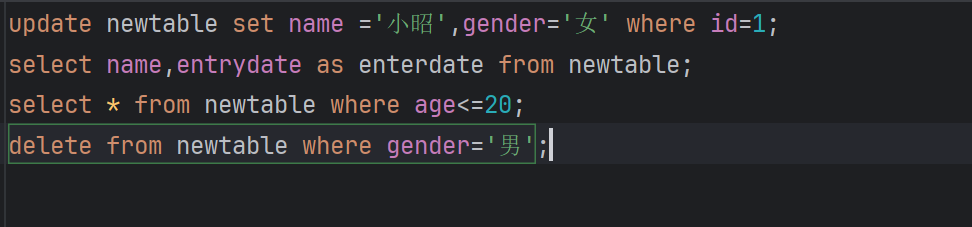 update newtable set name ='小昭',gender='女' where id=1;
select name,entrydate as enterdate from newtable;
select * from newtable where age<=20;
delete from newtable where gender='男';